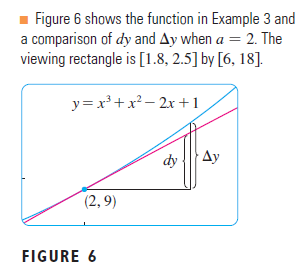 Figure 6 shows the function in Example 3 and
a comparison of dy and Δy when a = 2. The
viewing rectangle is [1.8, 2.5] by [6, 18].
y = x³ + x² – 2x + 1
dy Δy
(2, 9)
FIGURE 6